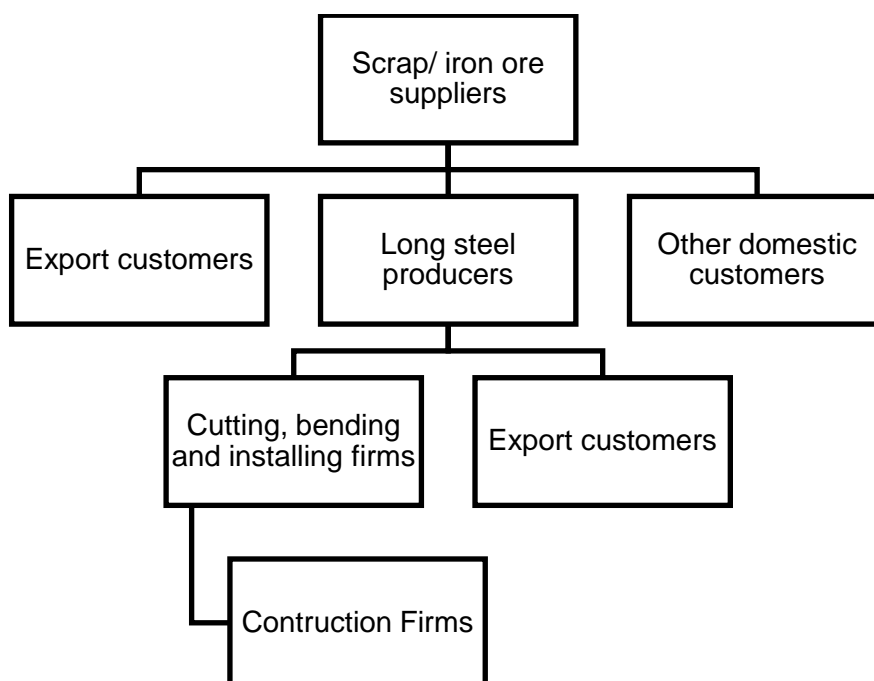 Scrap/ iron ore
suppliers
Export customers
Long steel
producers
Other domestic
customers
Cutting, bending
and installing firms
Export customers
Contruction Firms